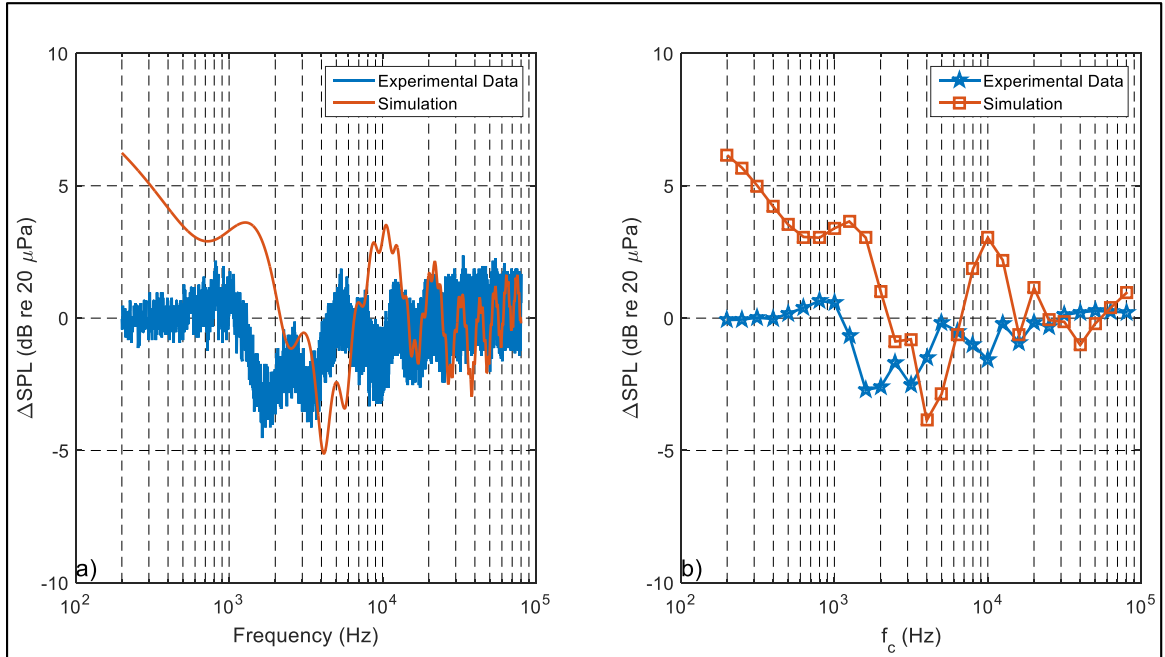 10
5
0
-5
-10
ΔSPL (dB re 20 μPa)
Experimental Data
Simulation
a)
10^2
10^3
10^4
10^5
Frequency (Hz)
10
5
0
-5
-10
ΔSPL (dB re 20 μPa)
Experimental Data
Simulation
b)
10^2
10^3
10^4
10^5
f_c (Hz)